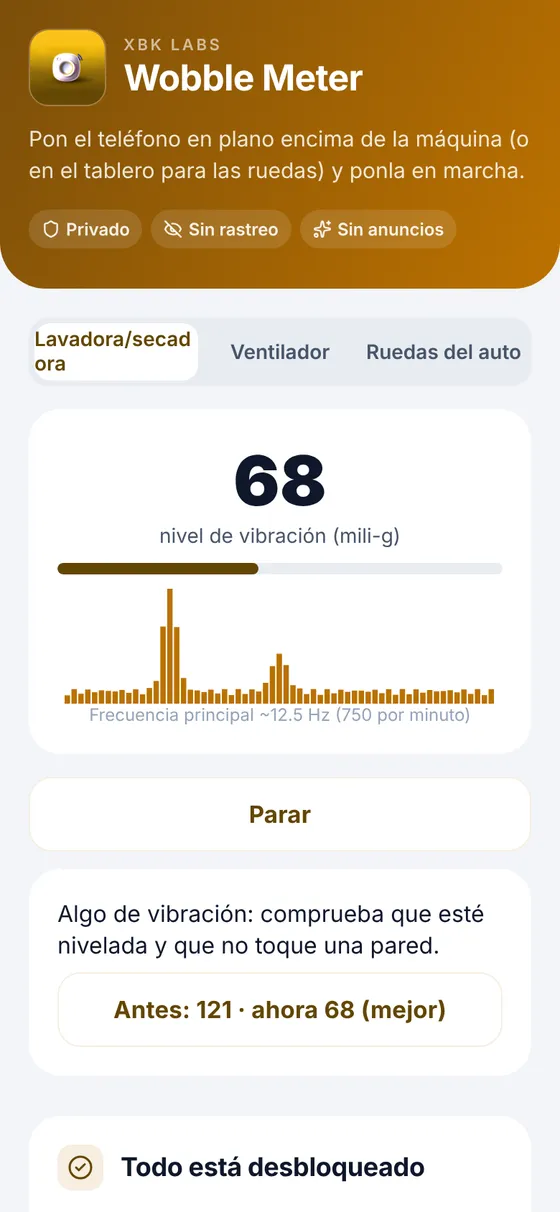 XBK LABS
Wobble Meter
Pon el teléfono en plano encima de la máquina (o
en el tablero para las ruedas) y ponla en marcha.
Privado
Sin rastreo
Sin anuncios
Lavadora/secad
ora
Ventilador
Ruedas del auto
68
nivel de vibración (mili-g)
Frecuencia principal ~12.5 Hz (750 por minuto)
Parar
Algo de vibración: comprueba que esté
nivelada y que no toque una pared.
Antes: 121 · ahora 68 (mejor)
Todo está desbloqueado